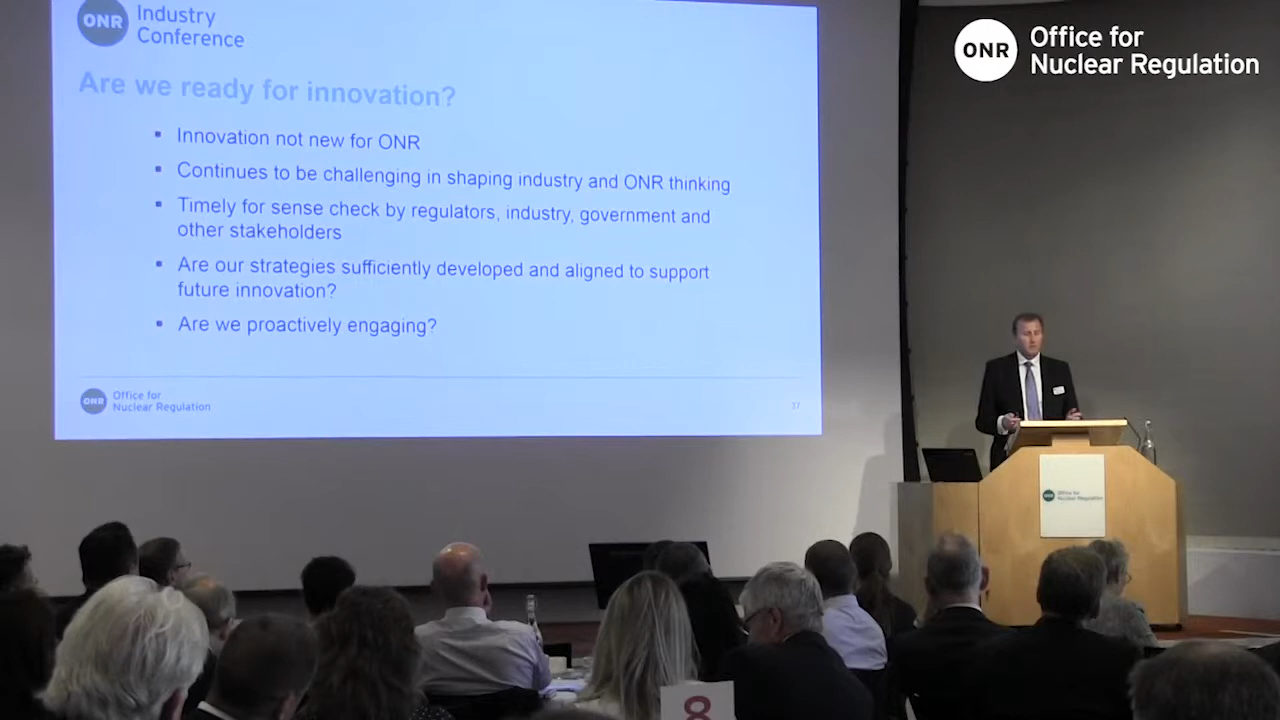 ONR
Industry
Conference
Are we ready for innovation?
▪ Innovation not new for ONR
▪ Continues to be challenging in shaping industry and ONR thinking
▪ Timely for sense check by regulators, industry, government and
other stakeholders
▪ Are our strategies sufficiently developed and aligned to support
future innovation?
▪ Are we proactively engaging?
ONR
Office for
Nuclear Regulation
ONR
Office for
Nuclear Regulation
ONR
Office for
Nuclear Regulation
8